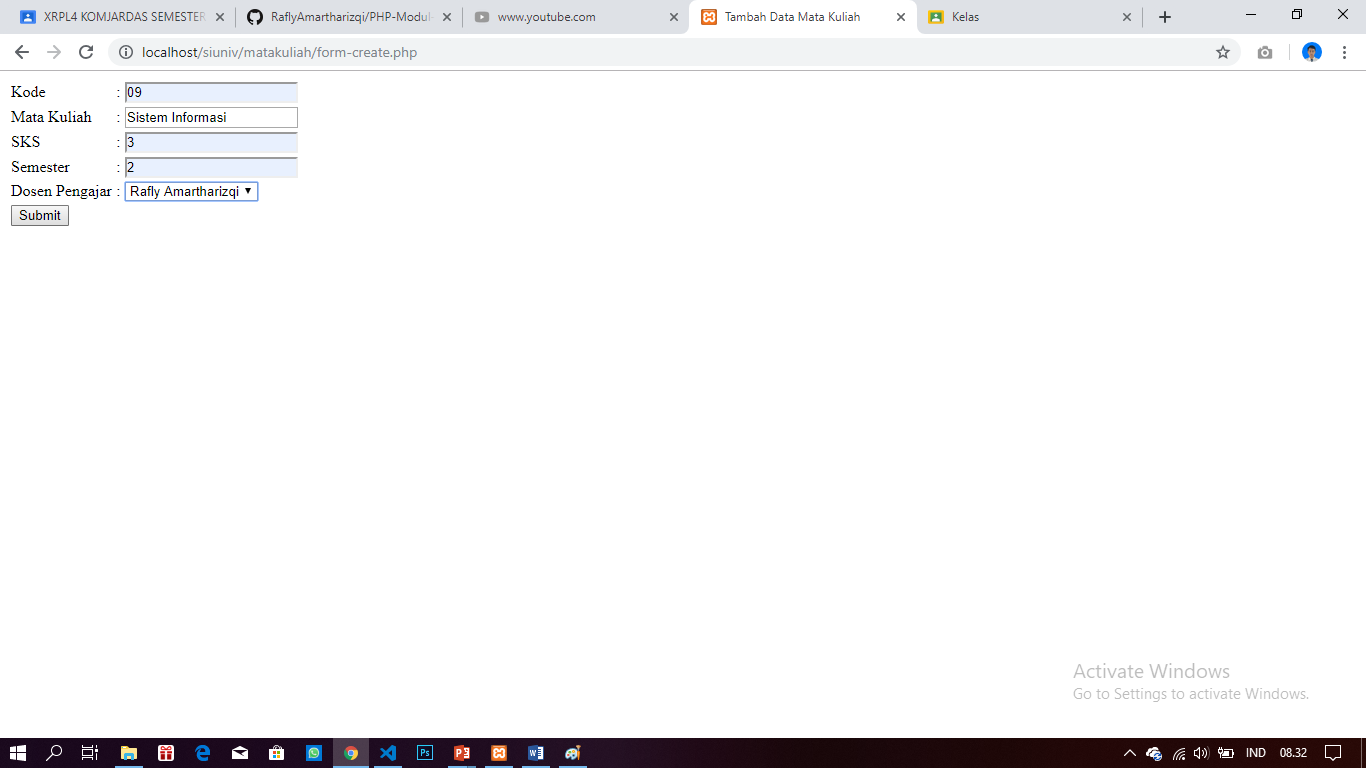 XRPL4 KOMJARDAS SEMESTER
RaflyAmartharizqi/PHP-Modul-
www.youtube.com
Tambah Data Mata Kuliah
Kelas
localhost/siuniv/matakuliah/form-create.php
Kode : 09
Mata Kuliah : Sistem Informasi
SKS : 3
Semester : 2
Dosen Pengajar : Rafly Amartharizqi
Submit
Activate Windows
Go to Settings to activate Windows.
IND 08.32